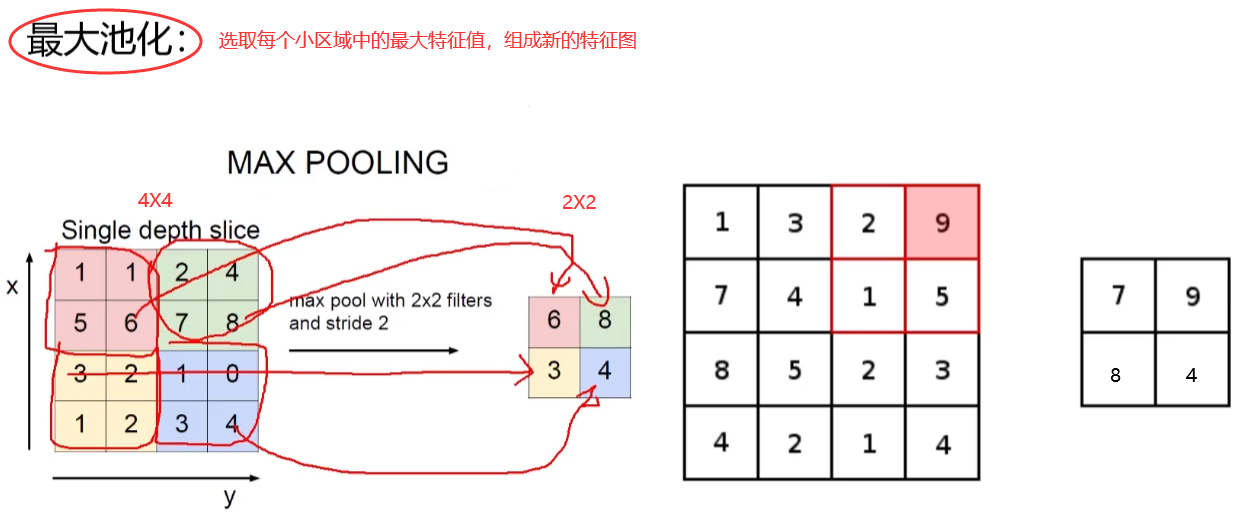 最大池化：
选取每个小区域中的最大特征值，组成新的特征图
MAX POOLING
4X4
2X2
Single depth slice
x
1 1 2 4
5 6 7 8
3 2 1 0
1 2 3 4
y
max pool with 2x2 filters
and stride 2
6 8
3 4
1 3 2 9
7 4 1 5
8 5 2 3
4 2 1 4
7 9
8 4